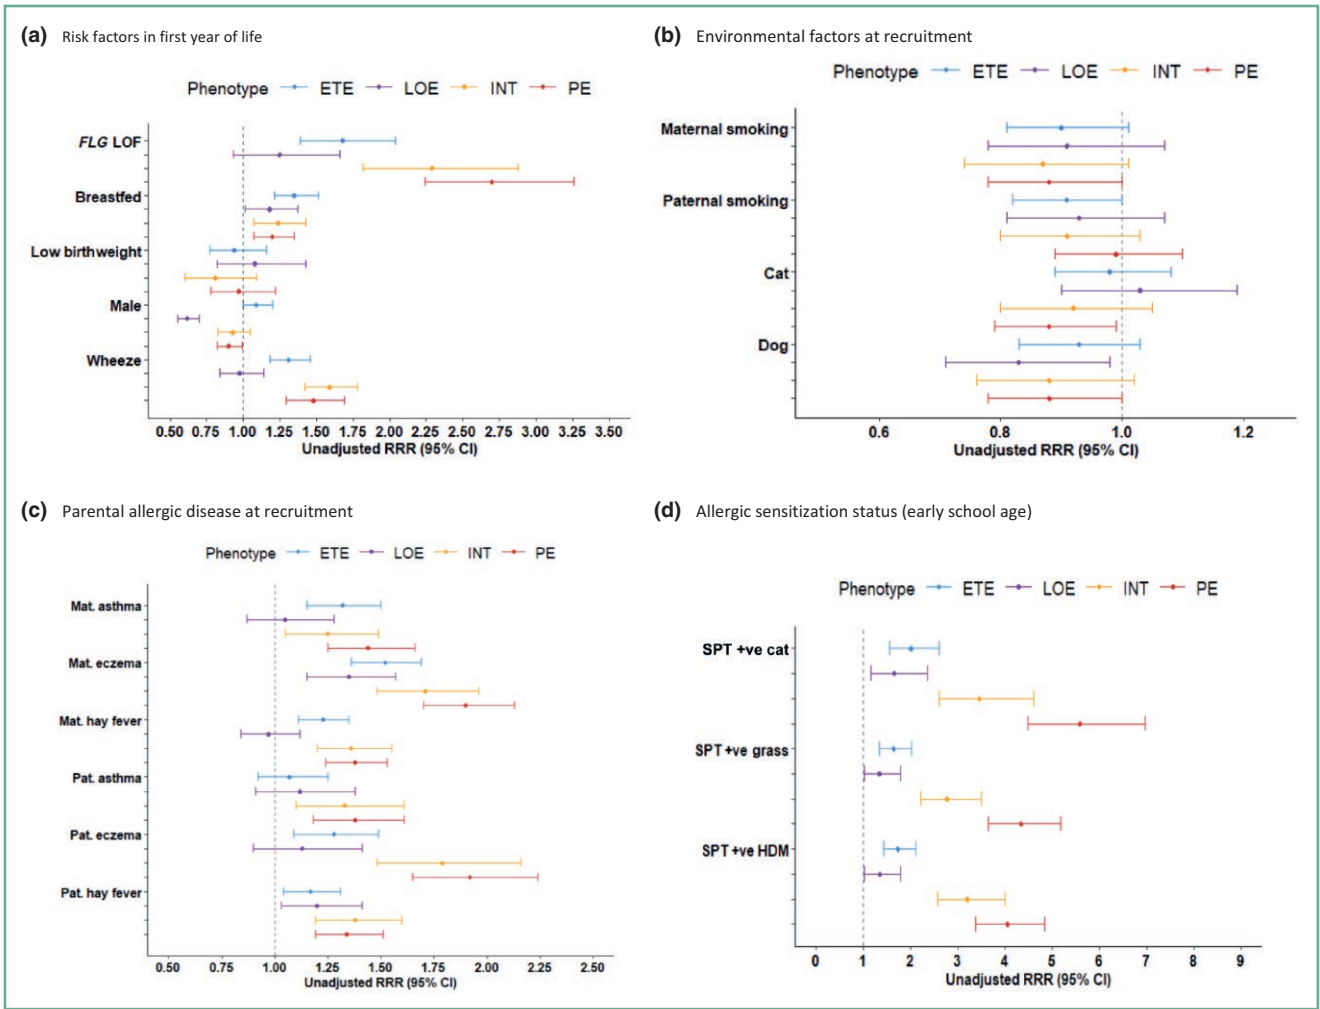 (a) Risk factors in first year of life
Phenotype ETE LOE INT PE
FLG LOF
Breastfed
Low birthweight
Male
Wheeze
0.50 0.75 1.00 1.25 1.50 1.75 2.00 2.25 2.50 2.75 3.00 3.25 3.50
Unadjusted RRR (95% CI)
(b) Environmental factors at recruitment
Phenotype ETE LOE INT PE
Maternal smoking
Paternal smoking
Cat
Dog
0.6 0.8 1.0 1.2
Unadjusted RRR (95% CI)
(c) Parental allergic disease at recruitment
Phenotype ETE LOE INT PE
Mat. asthma
Mat. eczema
Mat. hay fever
Pat. asthma
Pat. eczema
Pat. hay fever
0.50 0.75 1.00 1.25 1.50 1.75 2.00 2.25 2.50
Unadjusted RRR (95% CI)
(d) Allergic sensitization status (early school age)
Phenotype ETE LOE INT PE
SPT +ve cat
SPT +ve grass
SPT +ve HDM
0 1 2 3 4 5 6 7 8 9
Unadjusted RRR (95% CI)